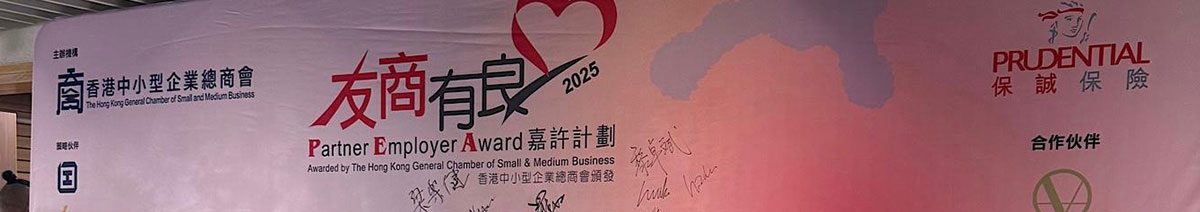 主辦機構
香港中小型企業總商會
The Hong Kong General Chamber of Small and Medium Business
策略伙伴
友商有良
2025
Partner Employer Award 嘉許計劃
Awarded by The Hong Kong General Chamber of Small & Medium Business
香港中小型企業總商會頒發
PRUDENTIAL
保誠保險
合作伙伴